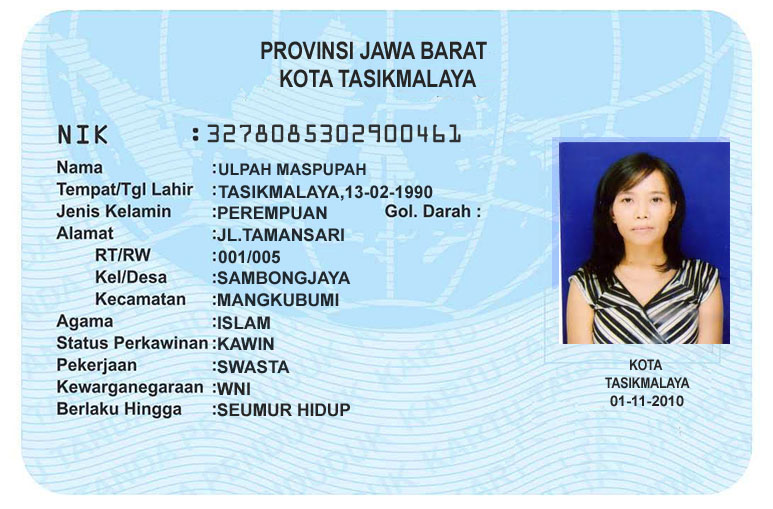 PROVINSI JAWA BARAT
KOTA TASIKMALAYA
NIK :3278085302900461
Nama :ULPAH MASPUPAH
Tempat/Tgl Lahir :TASIKMALAYA,13-02-1990
Jenis Kelamin :PEREMPUAN Gol. Darah :
Alamat :JL.TAMANSARI
RT/RW :001/005
Kel/Desa :SAMBONGJAYA
Kecamatan :MANGKUBUMI
Agama :ISLAM
Status Perkawinan :KAWIN
Pekerjaan :SWASTA
Kewarganegaraan :WNI
Berlaku Hingga :SEUMUR HIDUP
KOTA
TASIKMALAYA
01-11-2010